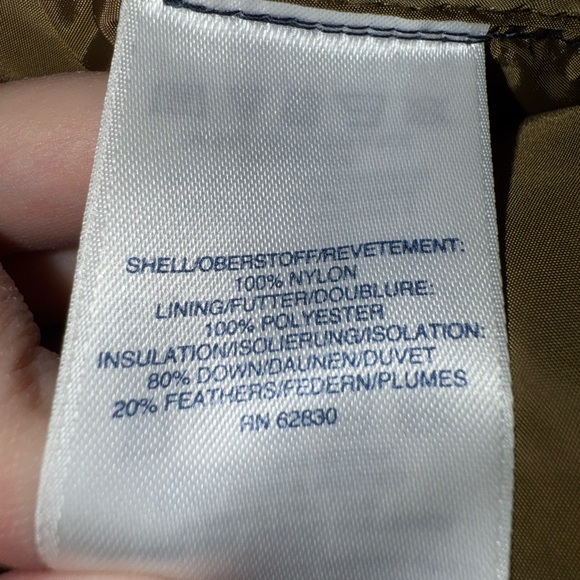 SHELL/OBERSTOFF/REVETEMENT:
100% NYLON
LINING/FUTTER/DOUBLURE:
100% POLYESTER
INSULATION/ISOLIERUNG/ISOLATION:
80% DOWN/DAUNEN/DUVET
20% FEATHERS/FEDERN/PLUMES
RN 62830